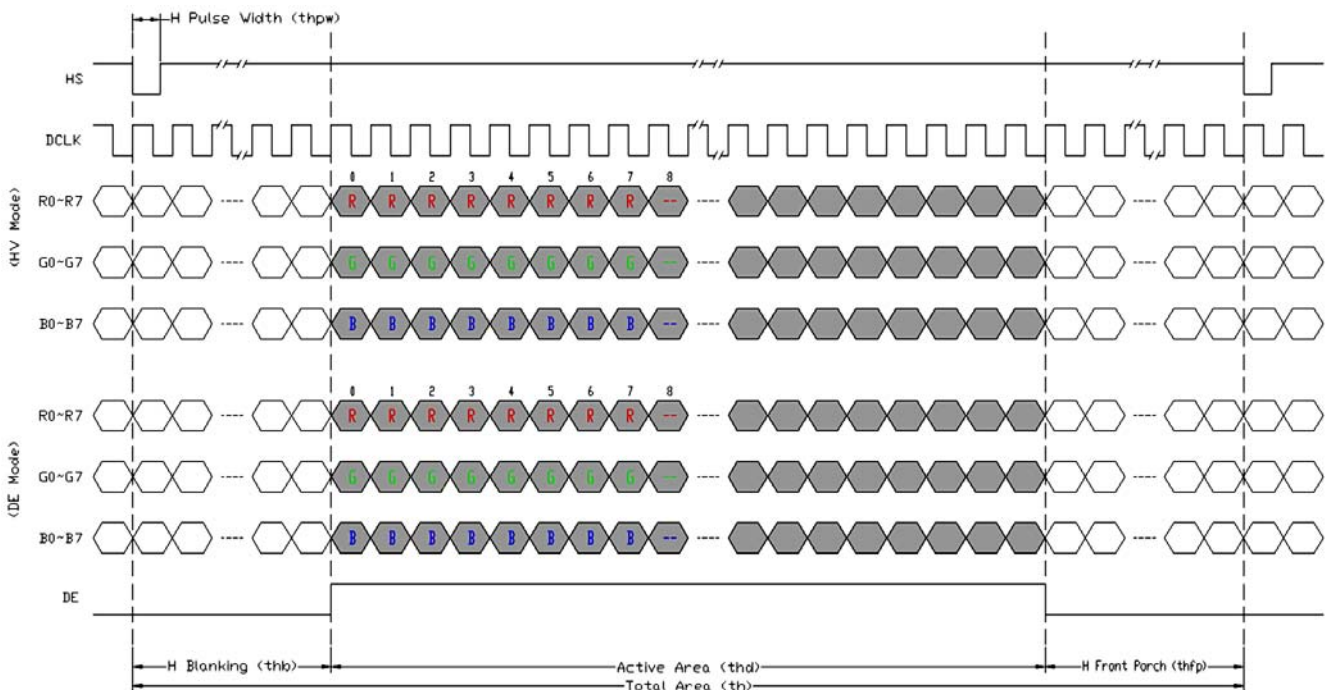 H Pulse Width (thpw)
HS
DCLK
(HV Mode)
0 1 2 3 4 5 6 7 8
R0~R7 R R R R R R R R --
G0~G7 G G G G G G G G --
B0~B7 B B B B B B B B --
(DE Mode)
0 1 2 3 4 5 6 7 8
R0~R7 R R R R R R R R --
G0~G7 G G G G G G G G --
B0~B7 B B B B B B B B --
DE
H Blanking (thb) Active Area (thd) H Front Porch (thfp)
Total Area (th)